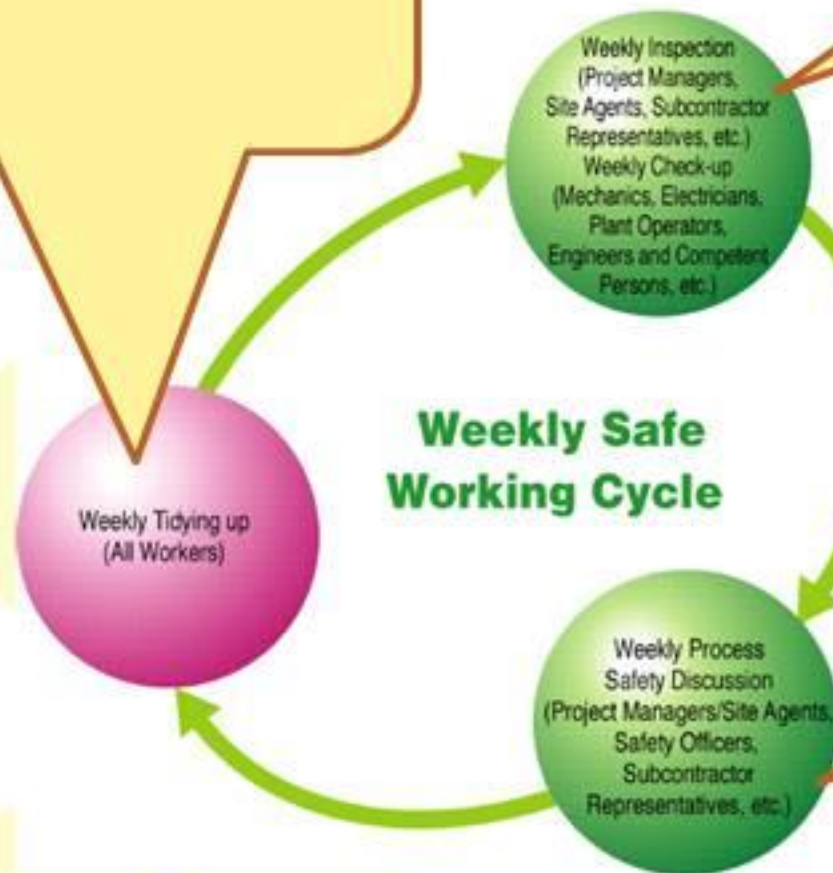 Weekly Inspection
(Project Managers,
Site Agents, Subcontractor
Representatives, etc.)
Weekly Check-up
(Mechanics, Electricians,
Plant Operators,
Engineers and Competent
Persons, etc.)
Weekly Safe
Working Cycle
Weekly Tidying up
(All Workers)
Weekly Process
Safety Discussion
(Project Managers/Site Agents,
Safety Officers,
Subcontractor
Representatives, etc.)